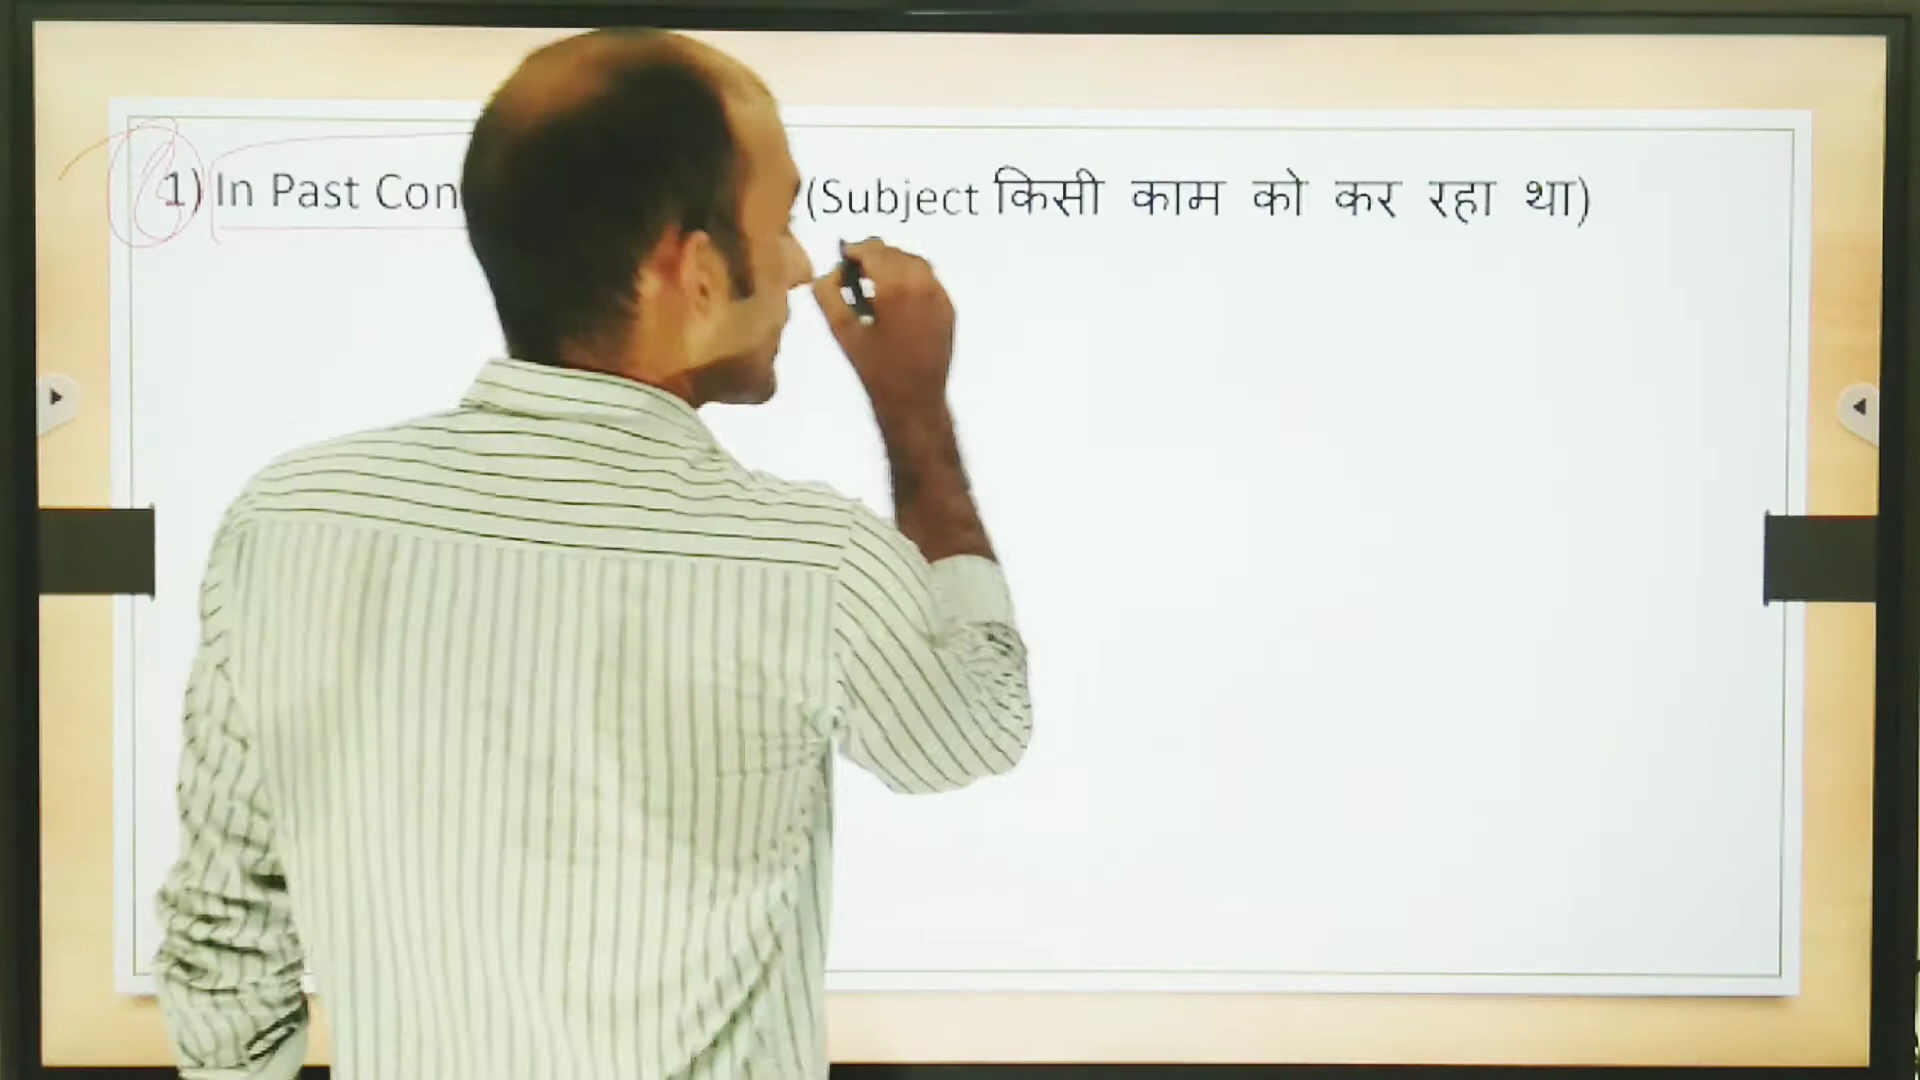 1) In Past Con (Subject किसी काम को कर रहा था)